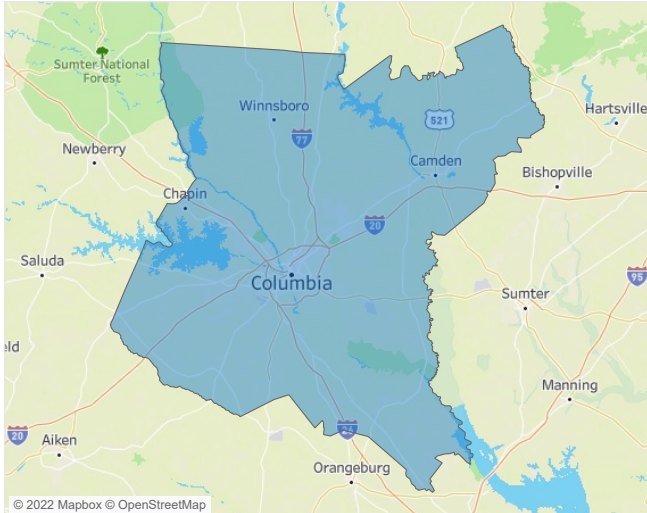 Sumter National
Forest
Winnsboro
77
521
Hartsville
Newberry
Camden
Bishopville
Chapin
20
Saluda
Columbia
95
Sumter
eld
Manning
20
26
Aiken
Orangeburg
© 2022 Mapbox © OpenStreetMap